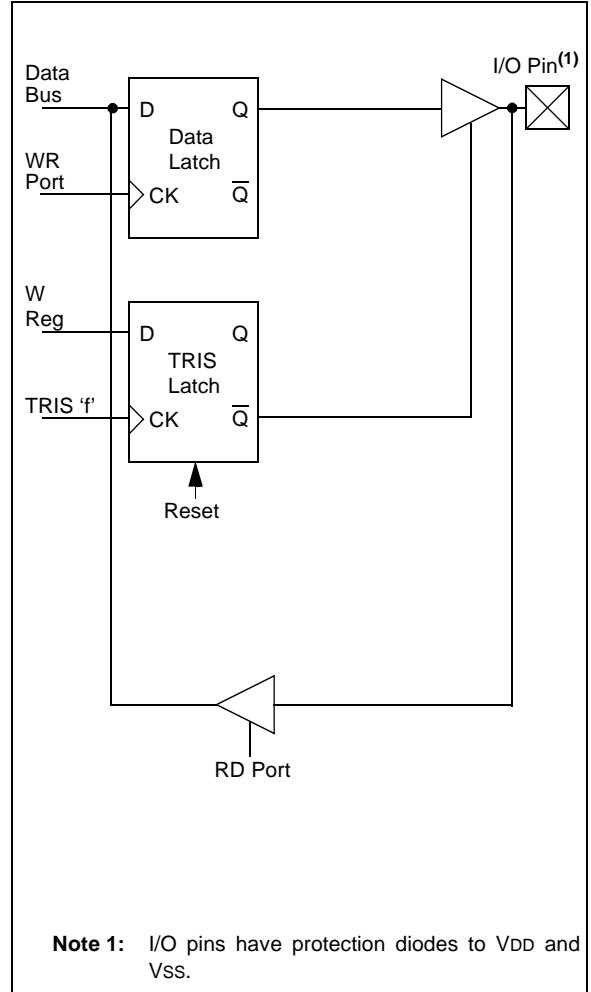 I/O Pin(1)
Data
Bus
D Q
Data
Latch
WR
Port
CK Q̅
W
Reg
D Q
TRIS
Latch
TRIS ‘f’
CK Q̅
Reset
RD Port
Note 1: I/O pins have protection diodes to VDD and
VSS.